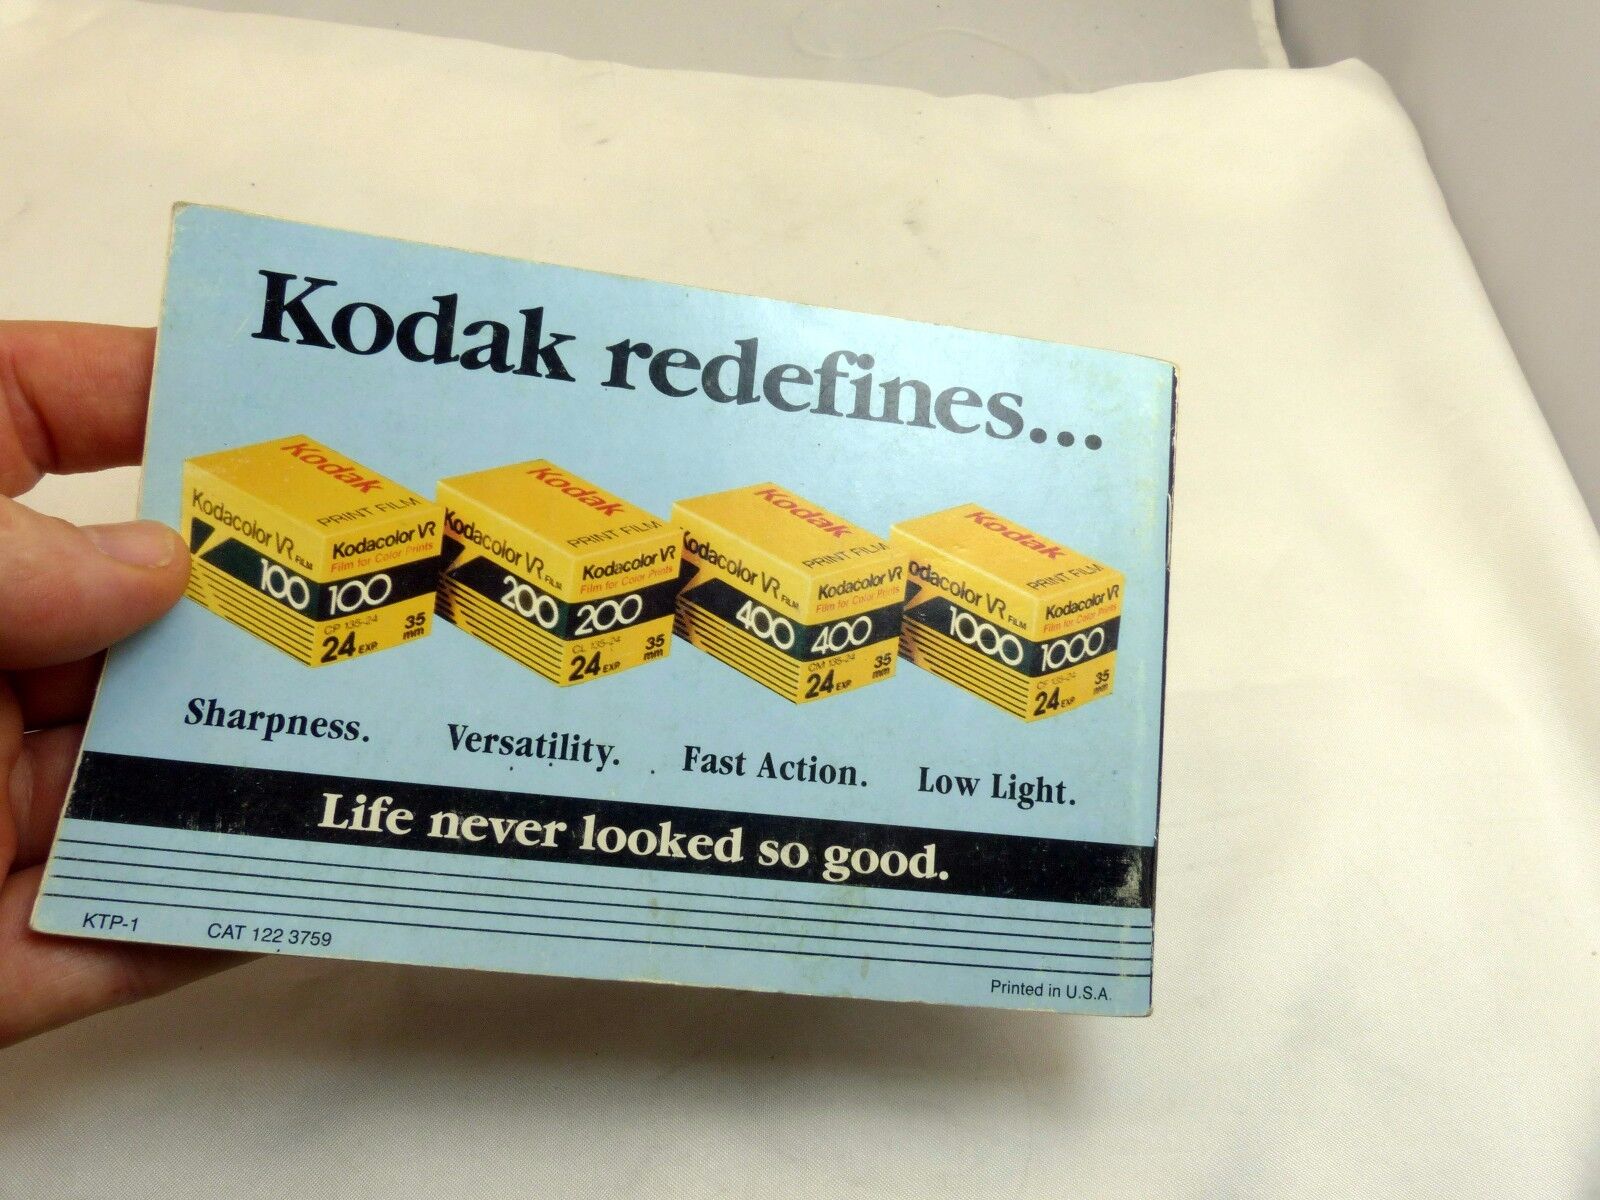 Kodak redefines...
Kodak
PRINT FILM
Kodacolor VR FILM
100
Kodacolor VR
Film for Color Prints
100
CP 135-24
24 EXP
35 mm
Kodak
PRINT FILM
Kodacolor VR FILM
200
Kodacolor VR
Film for Color Prints
200
CL 135-24
24 EXP
35 mm
Kodak
PRINT FILM
Kodacolor VR FILM
400
Kodacolor VR
Film for Color Prints
400
CM 135-24
24 EXP
35 mm
Kodak
PRINT FILM
odacolor VR FILM
1000
Kodacolor VR
Film for Color Prints
1000
CF 135-24
24 EXP
35 mm
Sharpness.
Versatility.
Fast Action.
Low Light.
Life never looked so good.
KTP-1
CAT 122 3759
Printed in U.S.A.